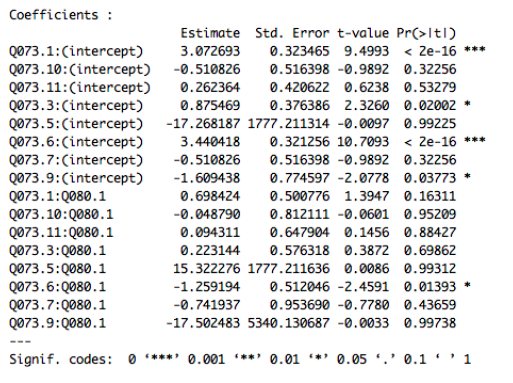 Coefficients :
Estimate Std. Error t-value Pr(>|t|)
Q073.1:(intercept) 3.072693 0.323465 9.4993 < 2e-16 ***
Q073.10:(intercept) -0.510826 0.516398 -0.9892 0.32256
Q073.11:(intercept) 0.262364 0.420622 0.6238 0.53279
Q073.3:(intercept) 0.875469 0.376386 2.3260 0.02002 *
Q073.5:(intercept) -17.268187 1777.211314 -0.0097 0.99225
Q073.6:(intercept) 3.440418 0.321256 10.7093 < 2e-16 ***
Q073.7:(intercept) -0.510826 0.516398 -0.9892 0.32256
Q073.9:(intercept) -1.609438 0.774597 -2.0778 0.03773 *
Q073.1:Q080.1 0.698424 0.500776 1.3947 0.16311
Q073.10:Q080.1 -0.048790 0.812111 -0.0601 0.95209
Q073.11:Q080.1 0.094311 0.647904 0.1456 0.88427
Q073.3:Q080.1 0.223144 0.576318 0.3872 0.69862
Q073.5:Q080.1 15.322276 1777.211636 0.0086 0.99312
Q073.6:Q080.1 -1.259194 0.512046 -2.4591 0.01393 *
Q073.7:Q080.1 -0.741937 0.953690 -0.7780 0.43659
Q073.9:Q080.1 -17.502483 5340.130687 -0.0033 0.99738
---
Signif. codes: 0 ‘***’ 0.001 ‘**’ 0.01 ‘*’ 0.05 ‘.’ 0.1 ‘ ’ 1